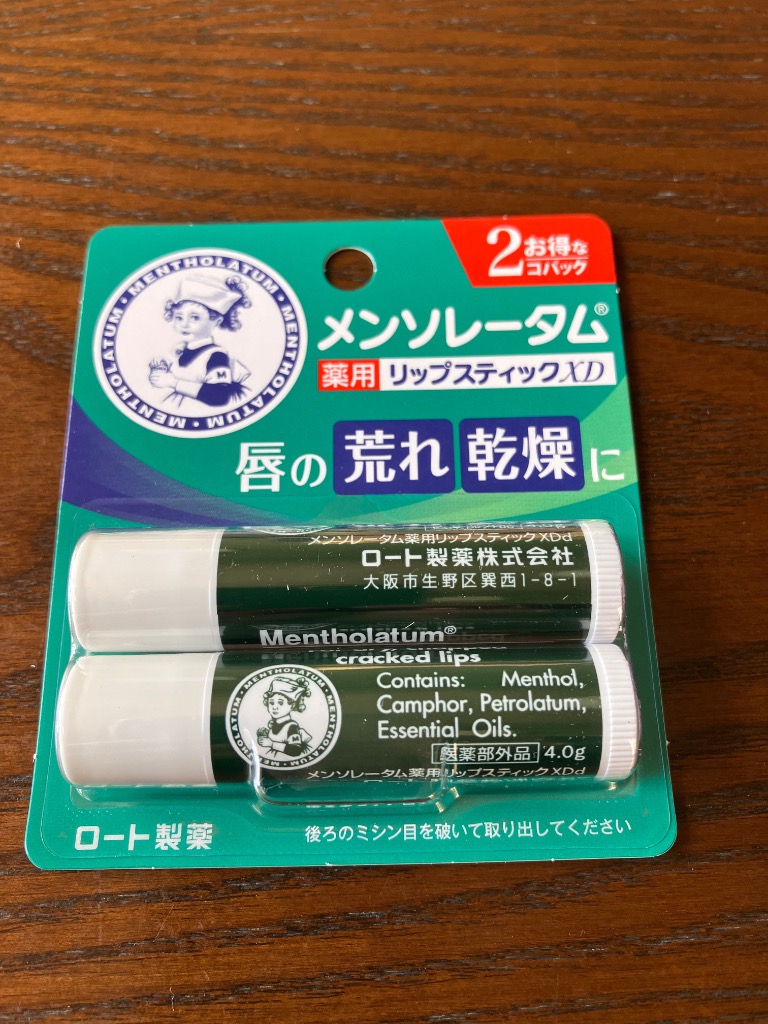 2お得な
コパック
MENTHOLATUM・MENTHOLATUM・MENTHOLATUM・MENTHOLATUM・
メンソレータム®
薬用 リップスティックXD
唇の 荒れ 乾燥に
メンソレータム薬用リップスティック XDd
ロート製薬株式会社
大阪市生野区巽西1-8-1
Mentholatum®
cracked lips
MENTHOLATUM・MENTHOLATUM
M
Contains: Menthol,
Camphor, Petrolatum,
Essential Oils.
医薬部外品 4.0g
メンソレータム薬用リップスティック XDd
ロート製薬
後ろのミシン目を破いて取り出してください